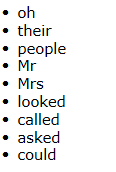 • oh
• their
• people
• Mr
• Mrs
• looked
• called
• asked
• could